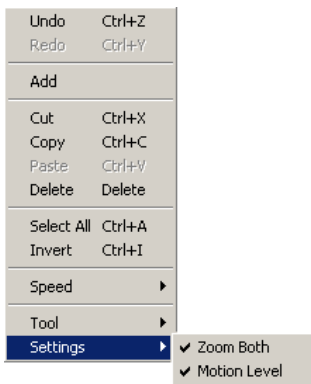 Undo Ctrl+Z
Redo Ctrl+Y
Add
Cut Ctrl+X
Copy Ctrl+C
Paste Ctrl+V
Delete Delete
Select All Ctrl+A
Invert Ctrl+I
Speed
Tool
Settings
Zoom Both
Motion Level